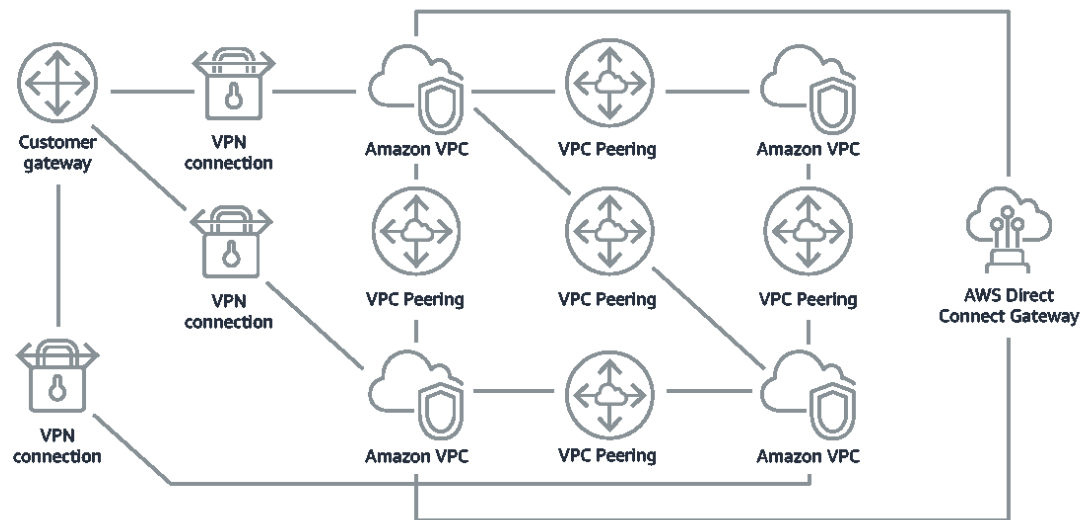 Customer
gateway
VPN
connection
Amazon VPC
VPC Peering
Amazon VPC
VPN
connection
VPC Peering
VPC Peering
VPC Peering
AWS Direct
Connect Gateway
VPN
connection
Amazon VPC
VPC Peering
Amazon VPC